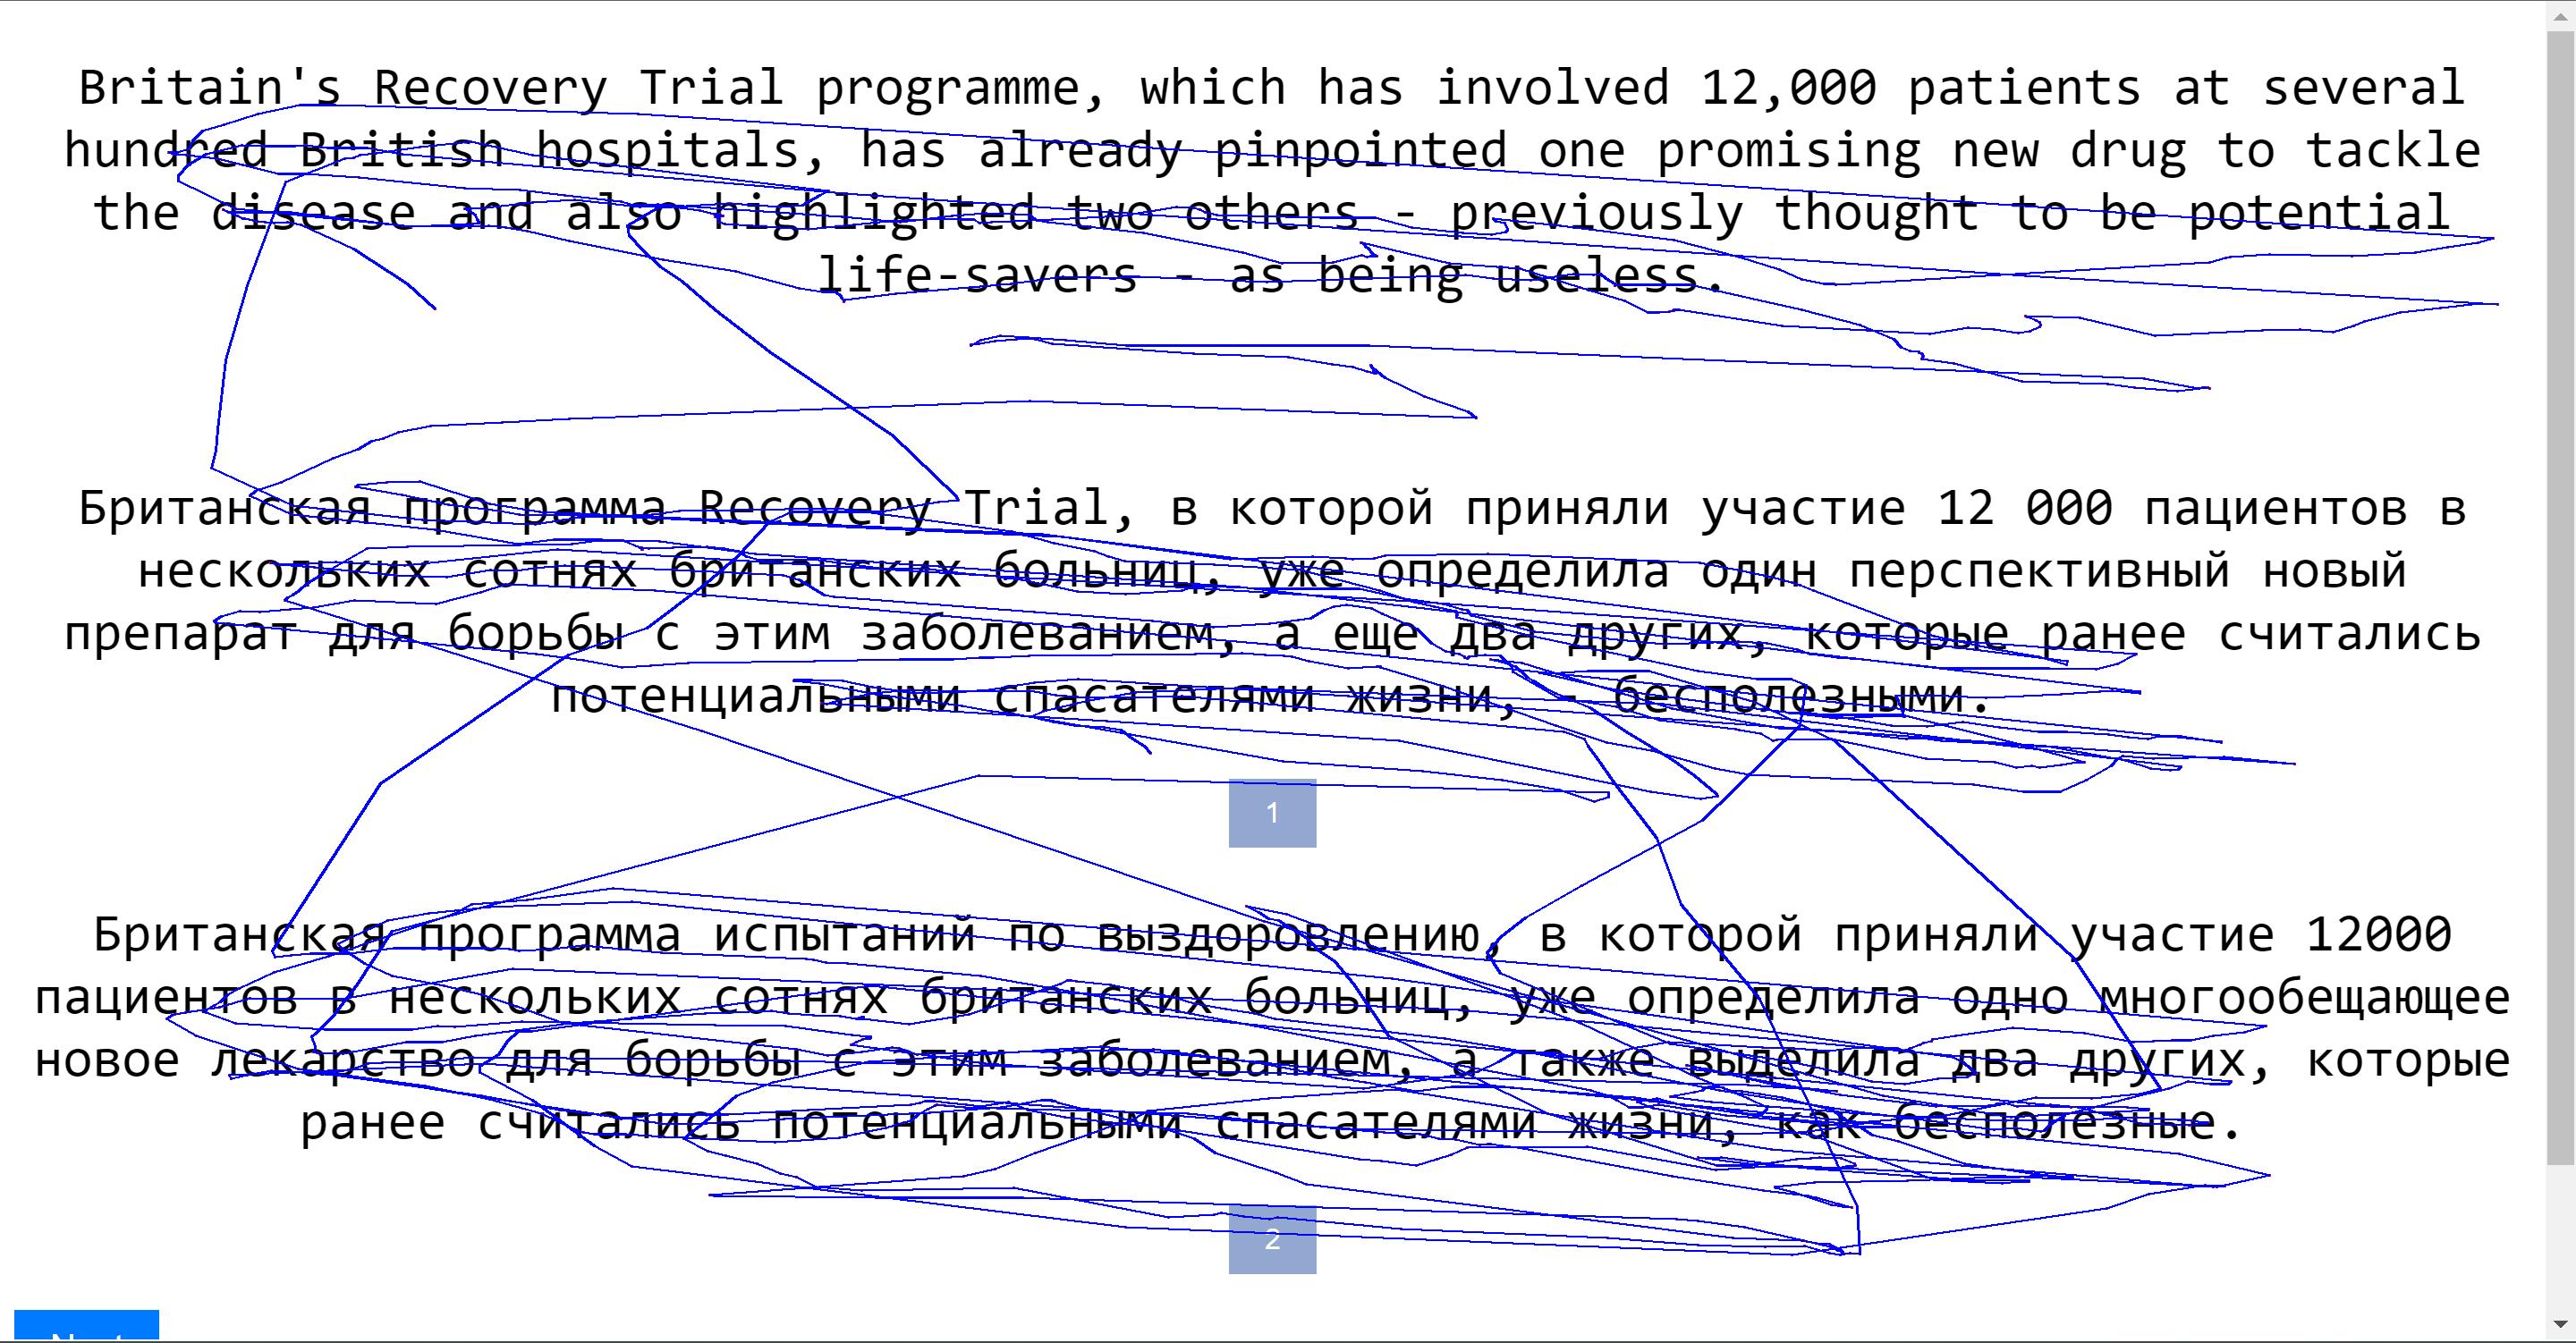 Britain's Recovery Trial programme, which has involved 12,000 patients at several
hundred British hospitals, has already pinpointed one promising new drug to tackle
the disease and also highlighted two others - previously thought to be potential
life-savers - as being useless.
Британская программа Recovery Trial, в которой приняли участие 12 000 пациентов в
нескольких сотнях британских больниц, уже определила один перспективный новый
препарат для борьбы с этим заболеванием, а еще два других, которые ранее считались
потенциальными спасателями жизни, - бесполезными.
1
Британская программа испытаний по выздоровлению, в которой приняли участие 12000
пациентов в нескольких сотнях британских больниц, уже определила одно многообещающее
новое лекарство для борьбы с этим заболеванием, а также выделила два других, которые
ранее считались потенциальными спасателями жизни, как бесполезные.
2